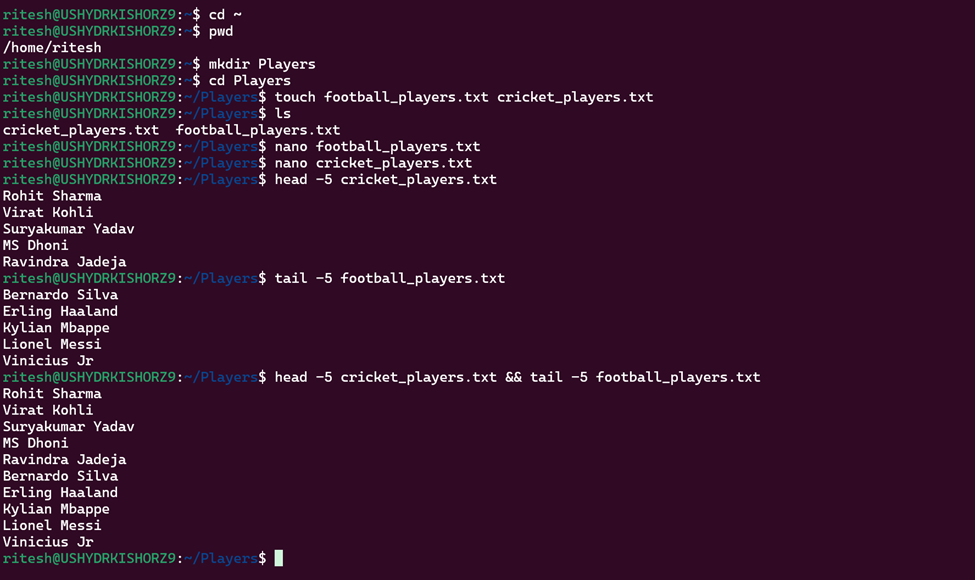 ritesh@USHYDRKISHORZ9:~$ cd ~
ritesh@USHYDRKISHORZ9:~$ pwd
/home/ritesh
ritesh@USHYDRKISHORZ9:~$ mkdir Players
ritesh@USHYDRKISHORZ9:~$ cd Players
ritesh@USHYDRKISHORZ9:~/Players$ touch football_players.txt cricket_players.txt
ritesh@USHYDRKISHORZ9:~/Players$ ls
cricket_players.txt  football_players.txt
ritesh@USHYDRKISHORZ9:~/Players$ nano football_players.txt
ritesh@USHYDRKISHORZ9:~/Players$ nano cricket_players.txt
ritesh@USHYDRKISHORZ9:~/Players$ head -5 cricket_players.txt
Rohit Sharma
Virat Kohli
Suryakumar Yadav
MS Dhoni
Ravindra Jadeja
ritesh@USHYDRKISHORZ9:~/Players$ tail -5 football_players.txt
Bernardo Silva
Erling Haaland
Kylian Mbappe
Lionel Messi
Vinicius Jr
ritesh@USHYDRKISHORZ9:~/Players$ head -5 cricket_players.txt && tail -5 football_players.txt
Rohit Sharma
Virat Kohli
Suryakumar Yadav
MS Dhoni
Ravindra Jadeja
Bernardo Silva
Erling Haaland
Kylian Mbappe
Lionel Messi
Vinicius Jr
ritesh@USHYDRKISHORZ9:~/Players$